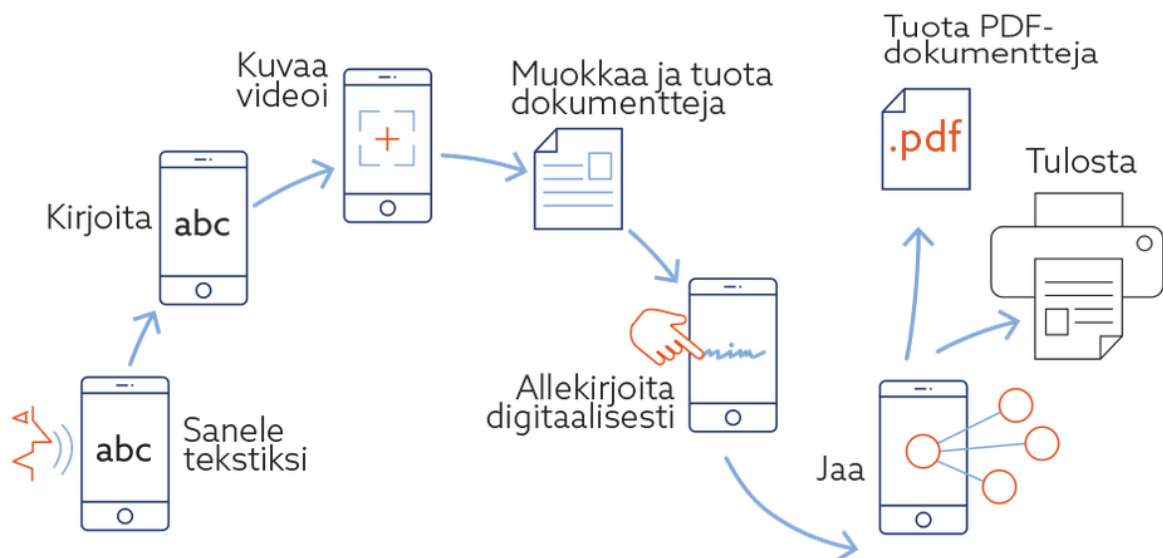 Sanele
tekstiksi
abc
Kirjoita
abc
Kuvaa
videoi
Muokkaa ja tuota
dokumentteja
Allekirjoita
digitaalisesti
nim
Jaa
Tuota PDF-
dokumentteja
.pdf
Tulosta